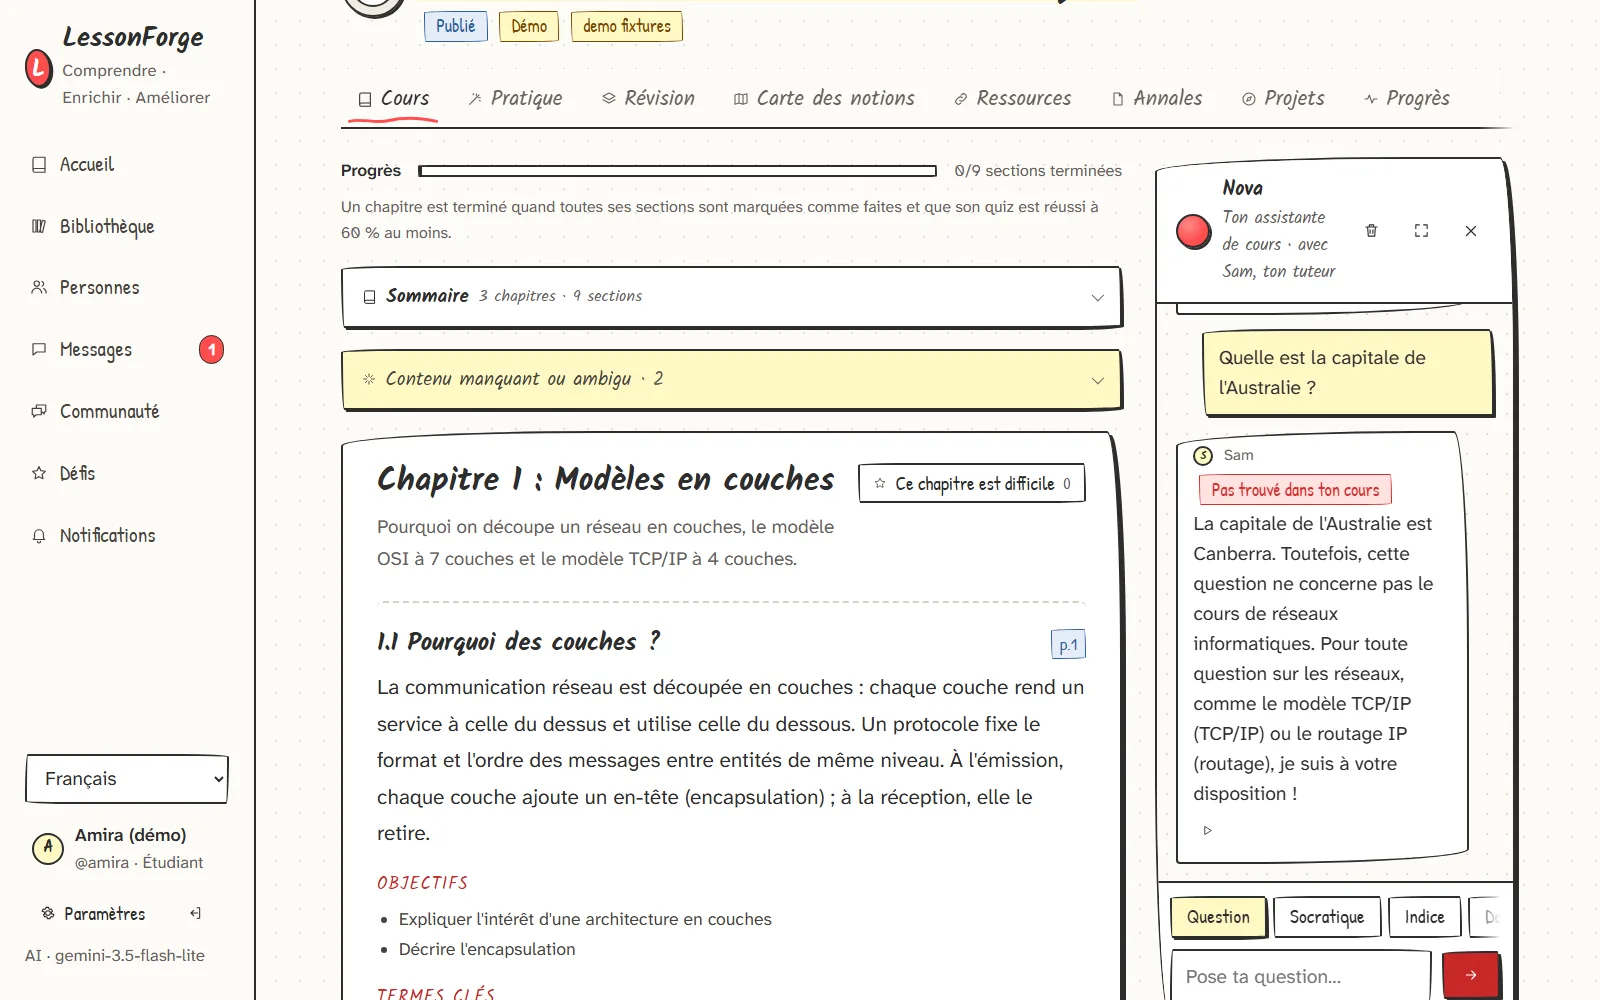 LessonForge
L
Comprendre ·
Enrichir · Améliorer
Accueil
Bibliothèque
Personnes
Messages
1
Communauté
Défis
Notifications
Français
A
Amira (démo)
@amira · Étudiant
Paramètres
AI · gemini-3.5-flash-lite
Publié
Démo
demo fixtures
Cours
Pratique
Révision
Carte des notions
Ressources
Annales
Projets
Progrès
Progrès
0/9 sections terminées
Un chapitre est terminé quand toutes ses sections sont marquées comme faites et que son quiz est réussi à
60 % au moins.
Sommaire 3 chapitres · 9 sections
Contenu manquant ou ambigu · 2
Chapitre 1 : Modèles en couches
Ce chapitre est difficile 0
Pourquoi on découpe un réseau en couches, le modèle
OSI à 7 couches et le modèle TCP/IP à 4 couches.
1.1 Pourquoi des couches ?
p.1
La communication réseau est découpée en couches : chaque couche rend un
service à celle du dessus et utilise celle du dessous. Un protocole fixe le
format et l'ordre des messages entre entités de même niveau. À l'émission,
chaque couche ajoute un en-tête (encapsulation) ; à la réception, elle le
retire.
OBJECTIFS
Expliquer l'intérêt d'une architecture en couches
Décrire l'encapsulation
TERMES CLÉS
Nova
Ton assistante
de cours · avec
Sam, ton tuteur
Quelle est la capitale de
l'Australie ?
S
Sam
Pas trouvé dans ton cours
La capitale de l'Australie est
Canberra. Toutefois, cette
question ne concerne pas le
cours de réseaux
informatiques. Pour toute
question sur les réseaux,
comme le modèle TCP/IP
(TCP/IP) ou le routage IP
(routage), je suis à votre
disposition !
Question
Socratique
Indice
Pose ta question...